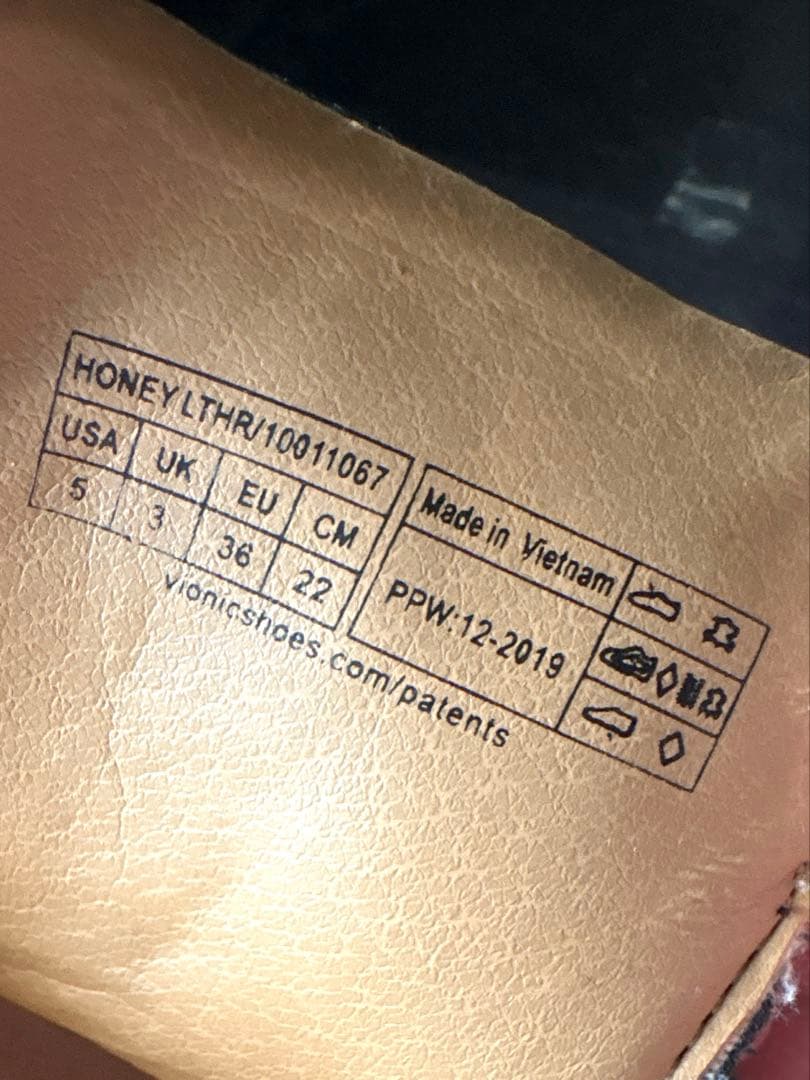 HONEY LTHR/10011067
USA UK EU CM
5 3 36 22
Made in Vietnam
PPW:12-2019
vionicshoes.com/patents